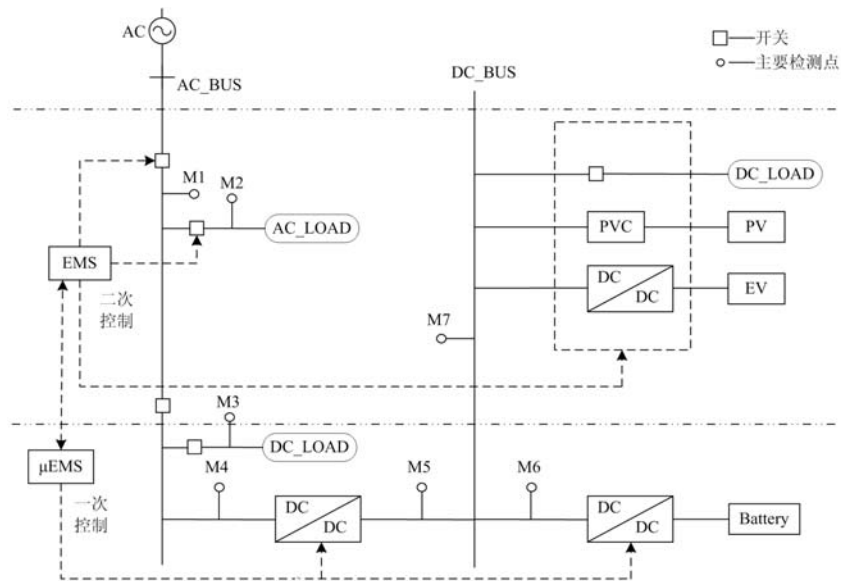 AC
AC_BUS
DC_BUS
开关
主要检测点
M1
M2
DC_LOAD
AC_LOAD
PVC
PV
EMS
DC
DC
EV
二次
控制
M7
M3
DC_LOAD
μEMS
M4
M5
M6
一次
控制
DC
DC
DC
DC
Battery